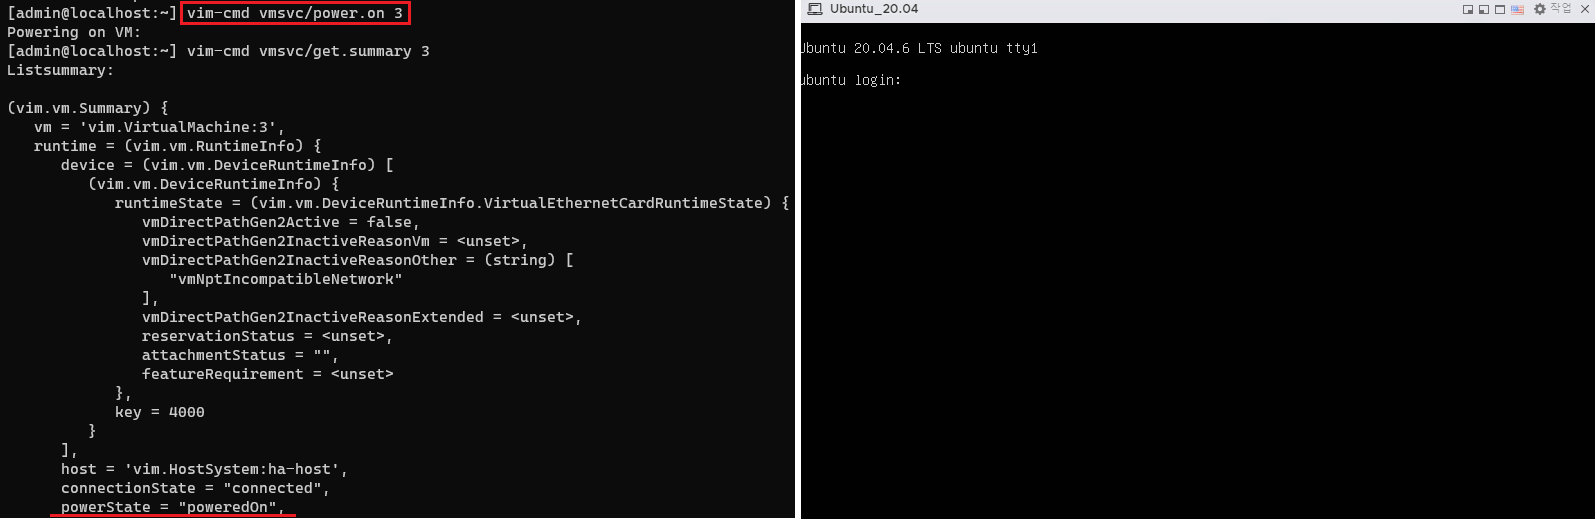 [admin@localhost:~] vim-cmd vmsvc/power.on 3
Powering on VM:
[admin@localhost:~] vim-cmd vmsvc/get.summary 3
Listsummary:
(vim.vm.Summary) {
vm = 'vim.VirtualMachine:3',
runtime = (vim.vm.RuntimeInfo) {
device = (vim.vm.DeviceRuntimeInfo) [
(vim.vm.DeviceRuntimeInfo) {
runtimeState = (vim.vm.DeviceRuntimeInfo.VirtualEthernetCardRuntimeState) {
vmDirectPathGen2Active = false,
vmDirectPathGen2InactiveReasonVm = <unset>,
vmDirectPathGen2InactiveReasonOther = (string) [
"vmNptIncompatibleNetwork"
],
vmDirectPathGen2InactiveReasonExtended = <unset>,
reservationStatus = <unset>,
attachmentStatus = "",
featureRequirement = <unset>
},
key = 4000
}
],
host = 'vim.HostSystem:ha-host',
connectionState = "connected",
powerState = "poweredOn",
Ubuntu_20.04
작업
Ubuntu 20.04.6 LTS ubuntu tty1
ubuntu login: